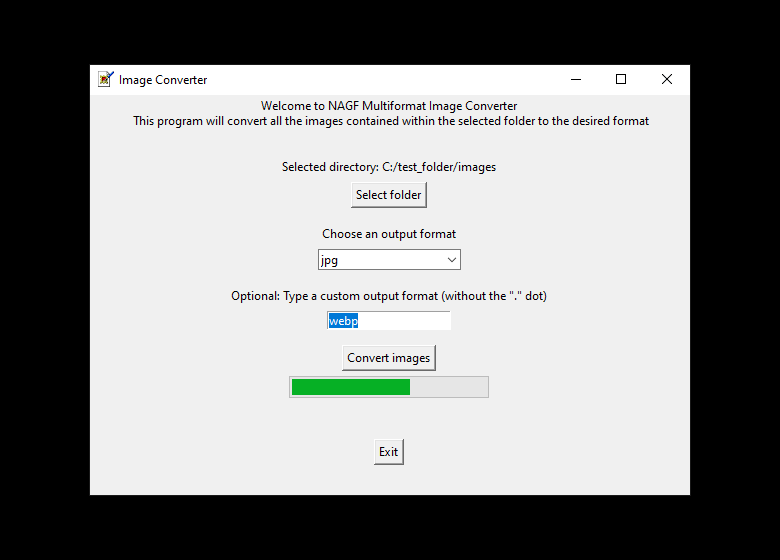 Image Converter
Welcome to NAGF Multiformat Image Converter
This program will convert all the images contained within the selected folder to the desired format
Selected directory: C:/test_folder/images
Select folder
Choose an output format
jpg
Optional: Type a custom output format (without the "." dot)
webp
Convert images
Exit